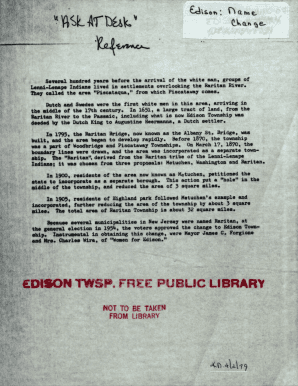 "ASK AT DESK"
Reference
Edison: Name
Change
Several hundred years before the arrival of the white man, groups of
Lenni-Lenape Indians lived in settlements overlooking the Raritan River.
They called the area "Piscataqua," from which Piscataway comes.
Dutch and Swedes were the first white men in this area, arriving in
the middle of the 17th century. In 1651, a large tract of land, from the
Raritan River to the Passaic, including what is now Edison Township was
deeded by the Dutch King to Augustine Heermans, a Dutch settler.
In 1793, the Raritan Bridge, now known as the Albany St. Bridge, was
built, and the area began to develop rapidly. Before 1870, the township
was a part of Woodbridge and Piscataway Townships. On March 17, 1870, the
boundary lines were drawn, and the area was incorporated as a separate town-
ship. The "Raritan", derived from the Raritan tribe of the Lenni-Lenape
Indians; it was chosen from three proposals: Metuchen, Washington and Raritan.
In 1900, residents of the area now known as Metuchen, petitioned the
state to incorporate as a separate borough. This action put a "hole" in the
middle of the township, and reduced the area of 3 square miles.
In 1905, residents of Highland Park followed Metuchen's example and
incorporated, further reducing the area of the township by about 3 square
miles. The total area of Raritan Township is about 32 square miles.
Because several municipalities in New Jersey were named Raritan, at
the general election in 1954, the voters approved the change to Edison Town-
ship. Instrumental in obtaining this change, were Mayor James C. Forgione
and Mrs. Charles Wira, of "Women for Edison."
EDISON TWSP. FREE PUBLIC LIBRARY
NOT TO BE TAKEN
FROM LIBRARY